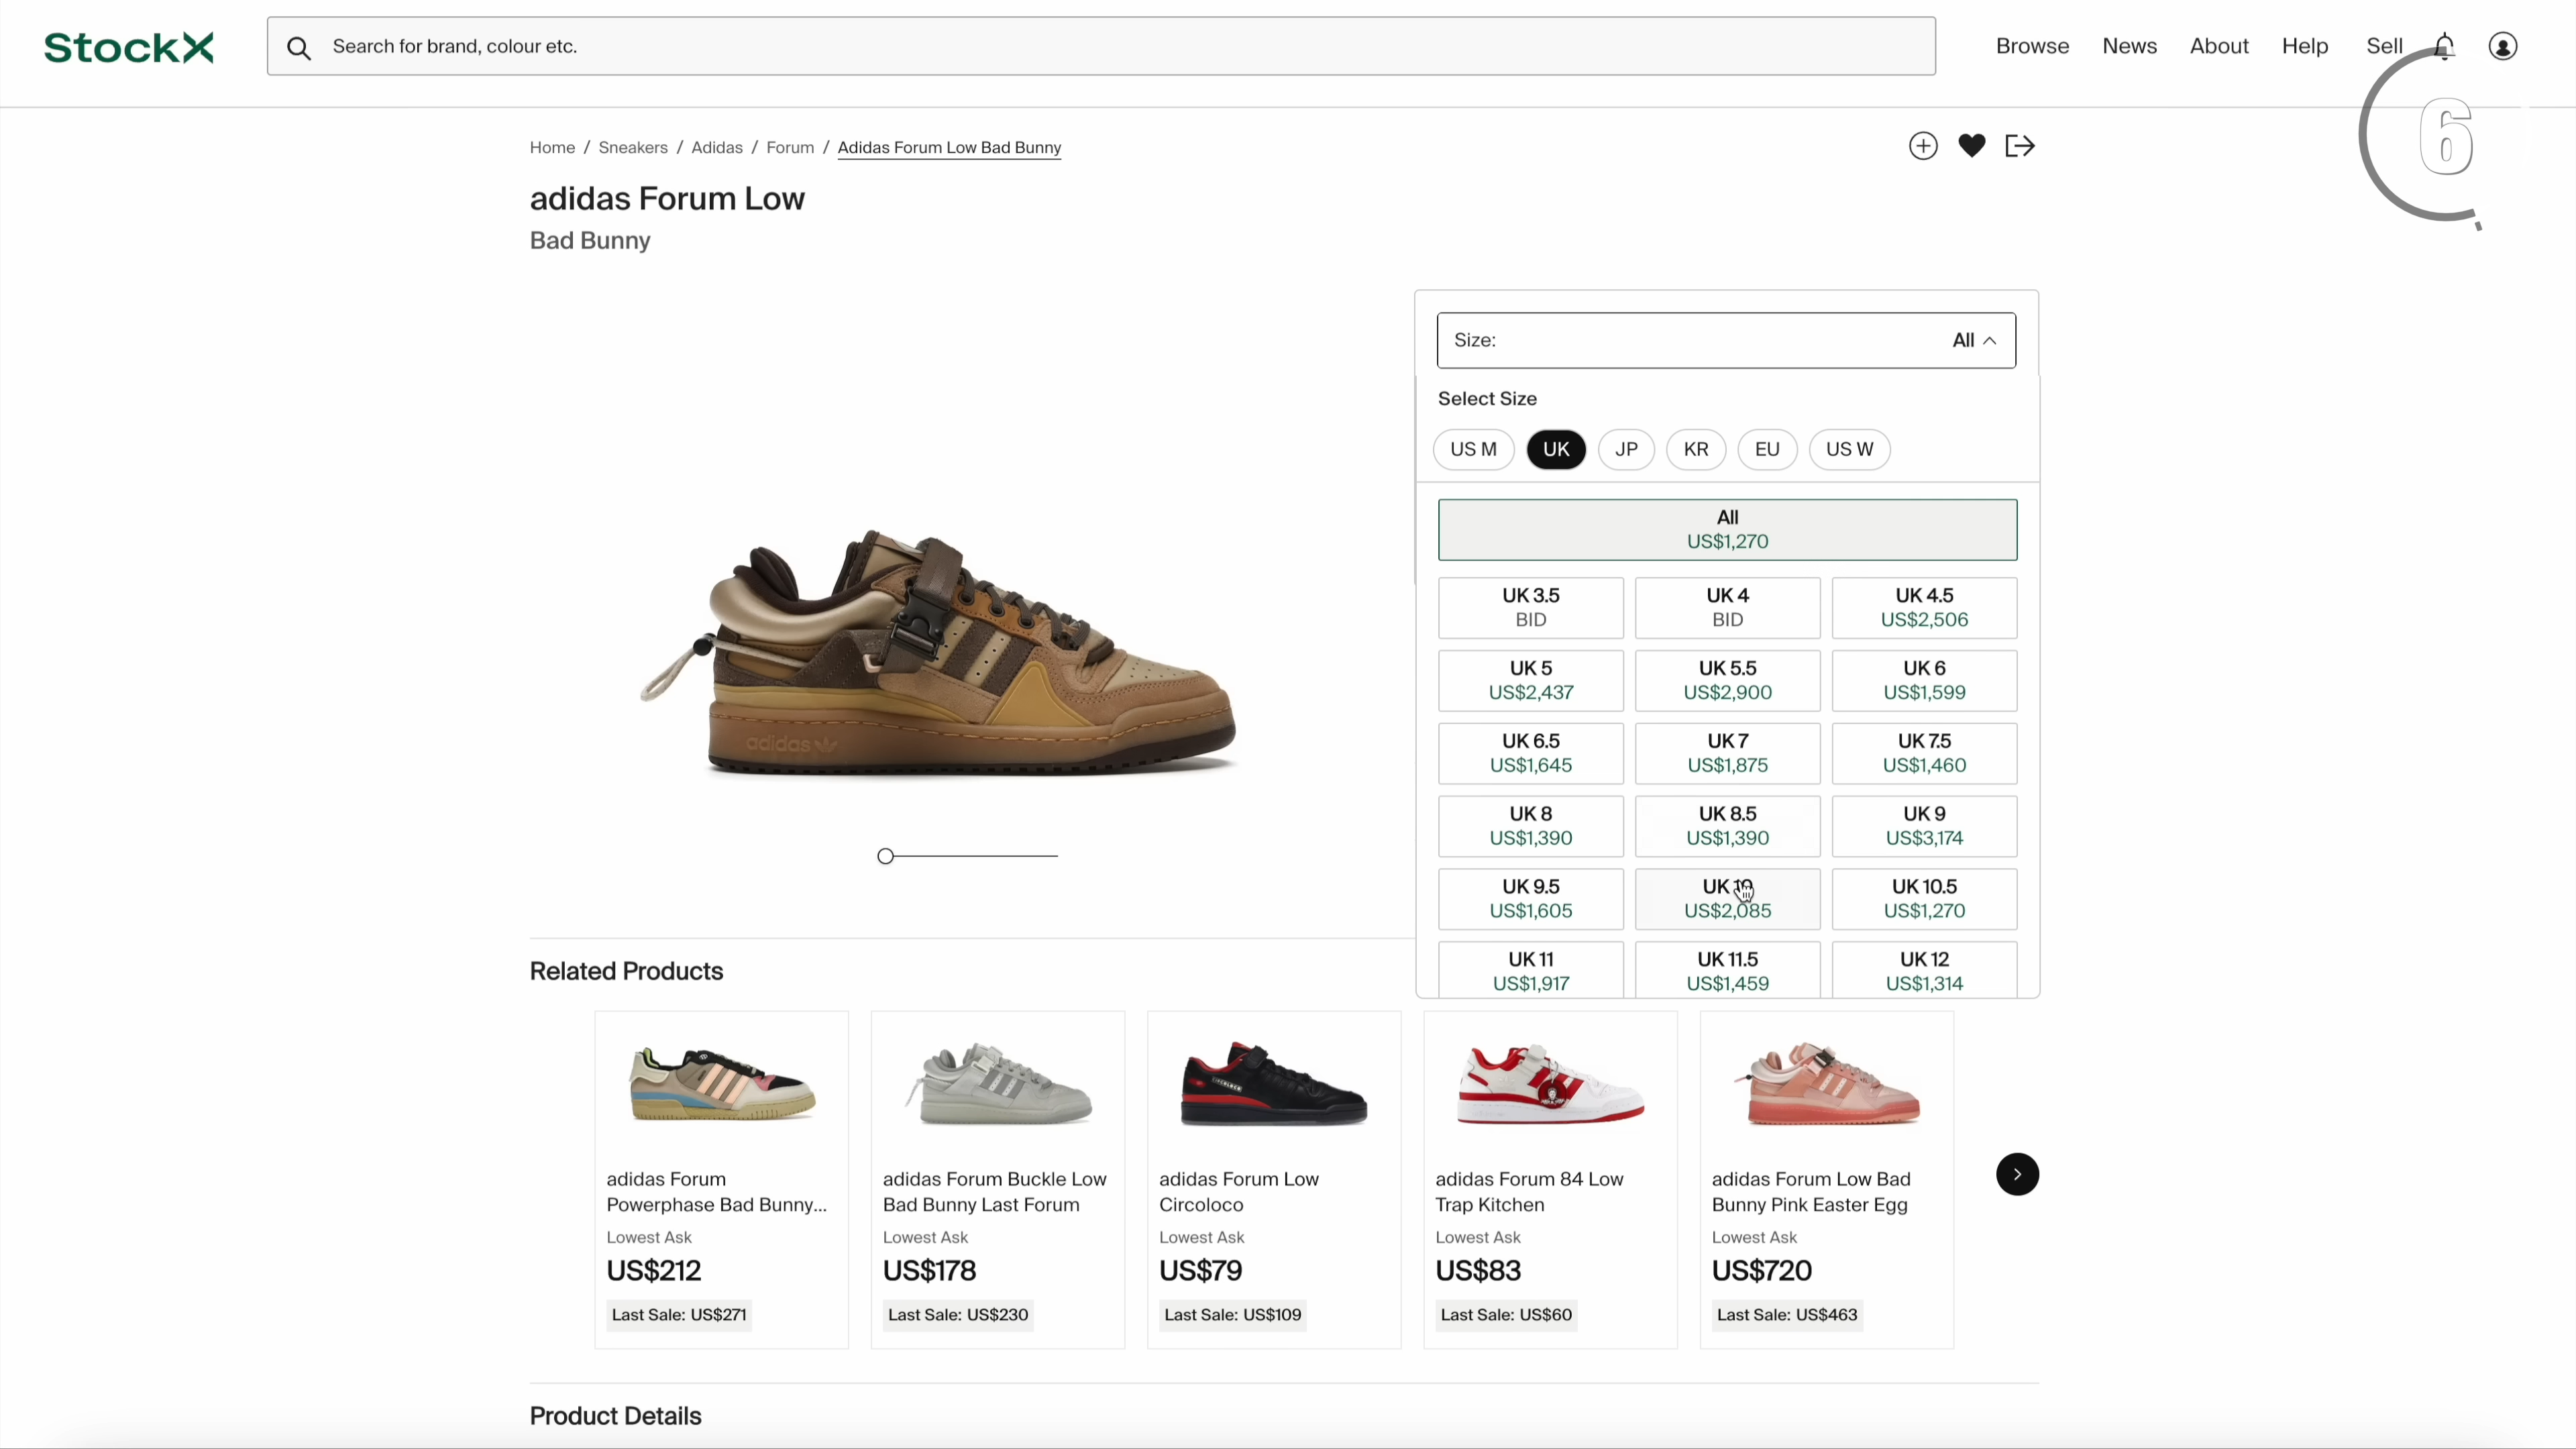 StockX
Search for brand, colour etc.
Browse
News
About
Help
Sell
6
Home / Sneakers / Adidas / Forum / Adidas Forum Low Bad Bunny
adidas Forum Low
Bad Bunny
Size:
All
Select Size
US M
UK
JP
KR
EU
US W
All
US$1,270
UK 3.5
BID
UK 4
BID
UK 4.5
US$2,506
UK 5
US$2,437
UK 5.5
US$2,900
UK 6
US$1,599
UK 6.5
US$1,645
UK 7
US$1,875
UK 7.5
US$1,460
UK 8
US$1,390
UK 8.5
US$1,390
UK 9
US$3,174
UK 9.5
US$1,605
UK 10
US$2,085
UK 10.5
US$1,270
UK 11
US$1,917
UK 11.5
US$1,459
UK 12
US$1,314
adidas
Related Products
adidas Forum
Powerphase Bad Bunny...
Lowest Ask
US$212
Last Sale: US$271
adidas Forum Buckle Low
Bad Bunny Last Forum
Lowest Ask
US$178
Last Sale: US$230
adidas Forum Low
Circoloco
Lowest Ask
US$79
Last Sale: US$109
adidas Forum 84 Low
Trap Kitchen
Lowest Ask
US$83
Last Sale: US$60
adidas Forum Low Bad
Bunny Pink Easter Egg
Lowest Ask
US$720
Last Sale: US$463
Product Details